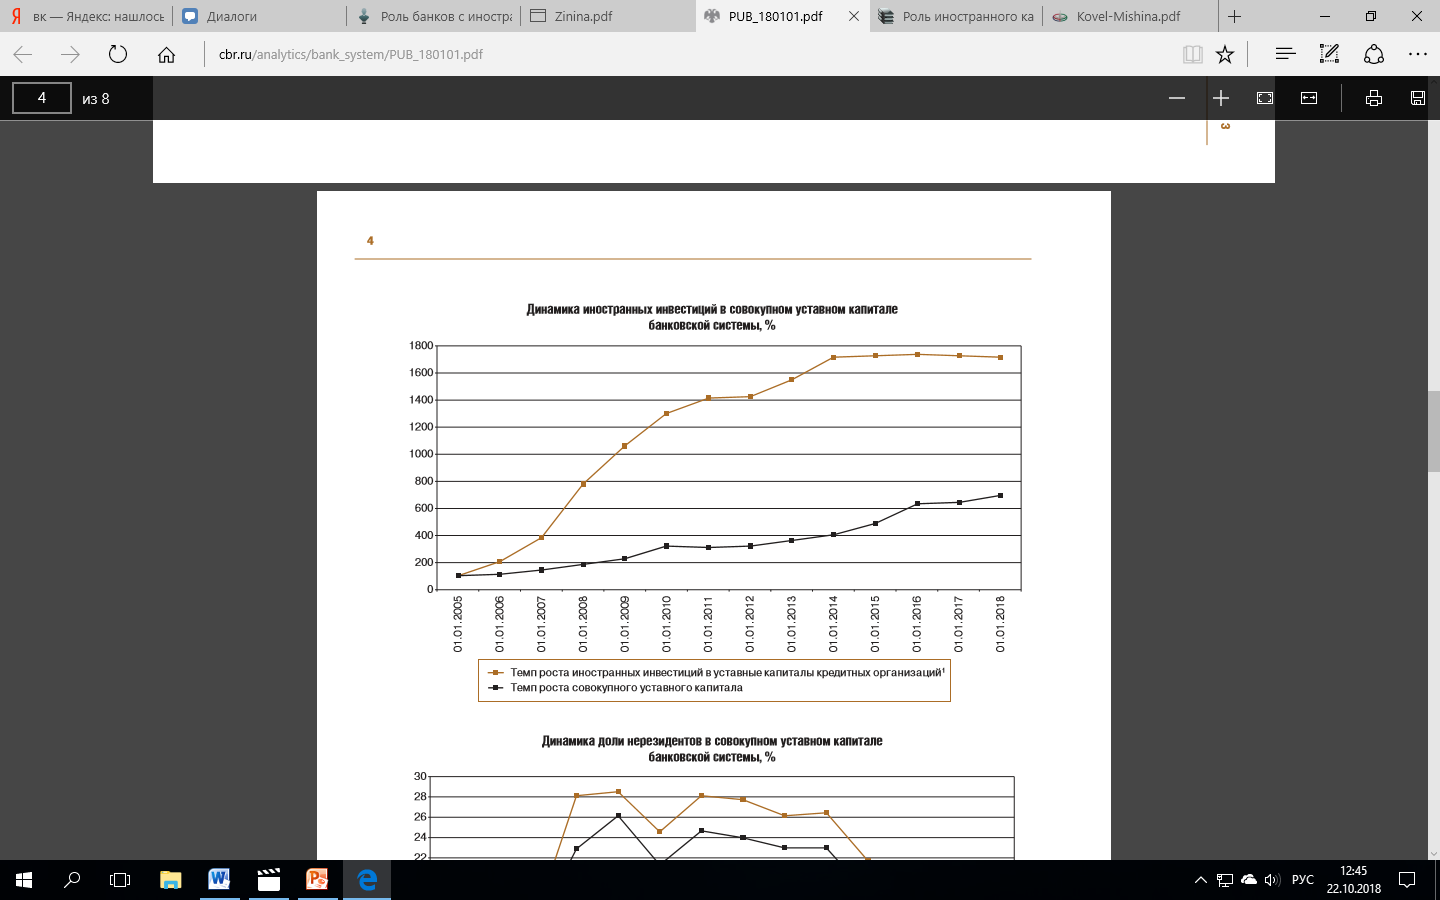 вк — Яндекс: нашлось
Диалоги
Роль банков с иностра
Zinina.pdf
PUB_180101.pdf
Роль иностранного ка
Kovel-Mishina.pdf
cbr.ru/analytics/bank_system/PUB_180101.pdf
4 из 8
3
4
Динамика иностранных инвестиций в совокупном уставном капитале
банковской системы, %
1800
1600
1400
1200
1000
800
600
400
200
0
01.01.2005
01.01.2006
01.01.2007
01.01.2008
01.01.2009
01.01.2010
01.01.2011
01.01.2012
01.01.2013
01.01.2014
01.01.2015
01.01.2016
01.01.2017
01.01.2018
Темп роста иностранных инвестиций в уставные капиталы кредитных организаций¹
Темп роста совокупного уставного капитала
Динамика доли нерезидентов в совокупном уставном капитале
банковской системы, %
30
28
26
24
22
РУС
12:45
22.10.2018